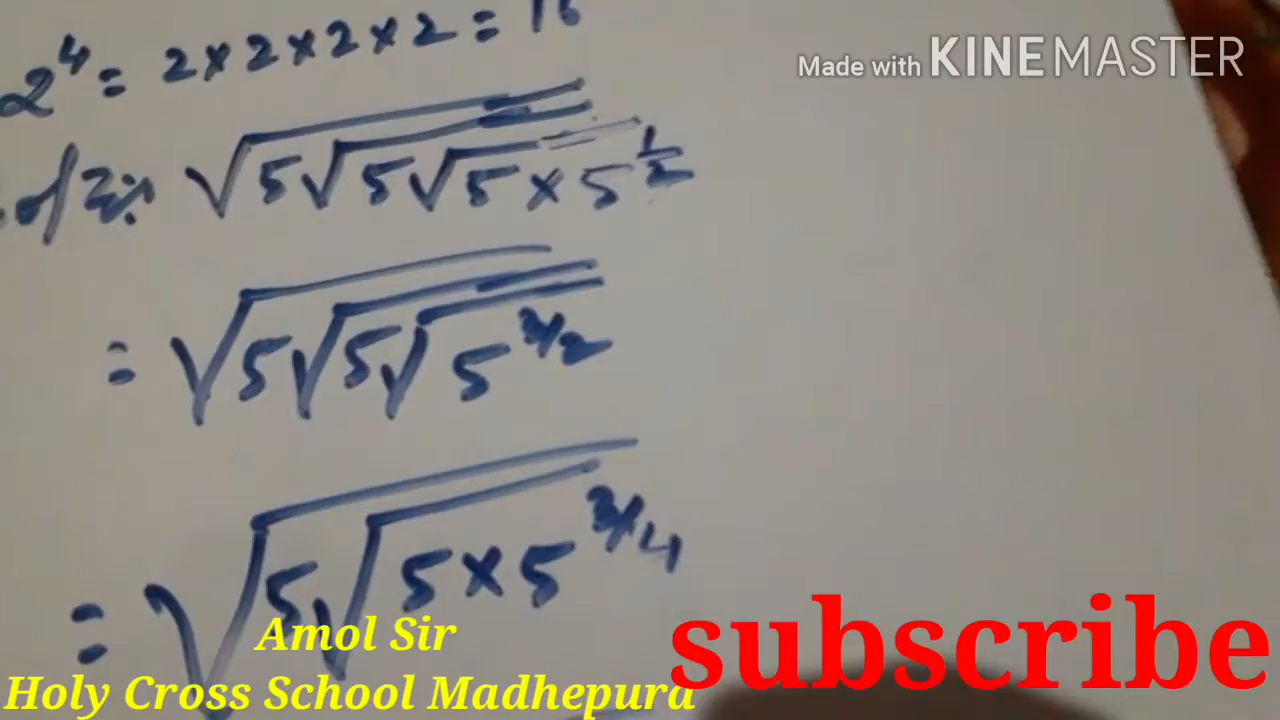 2⁴ = 2×2×2×2 = 16
Made with KINEMASTER
√5√5√5×5^1/2
= √5√5√5^3/2
= √5√5×5^3/4
Amol Sir
subscribe
Holy Cross School Madhepura